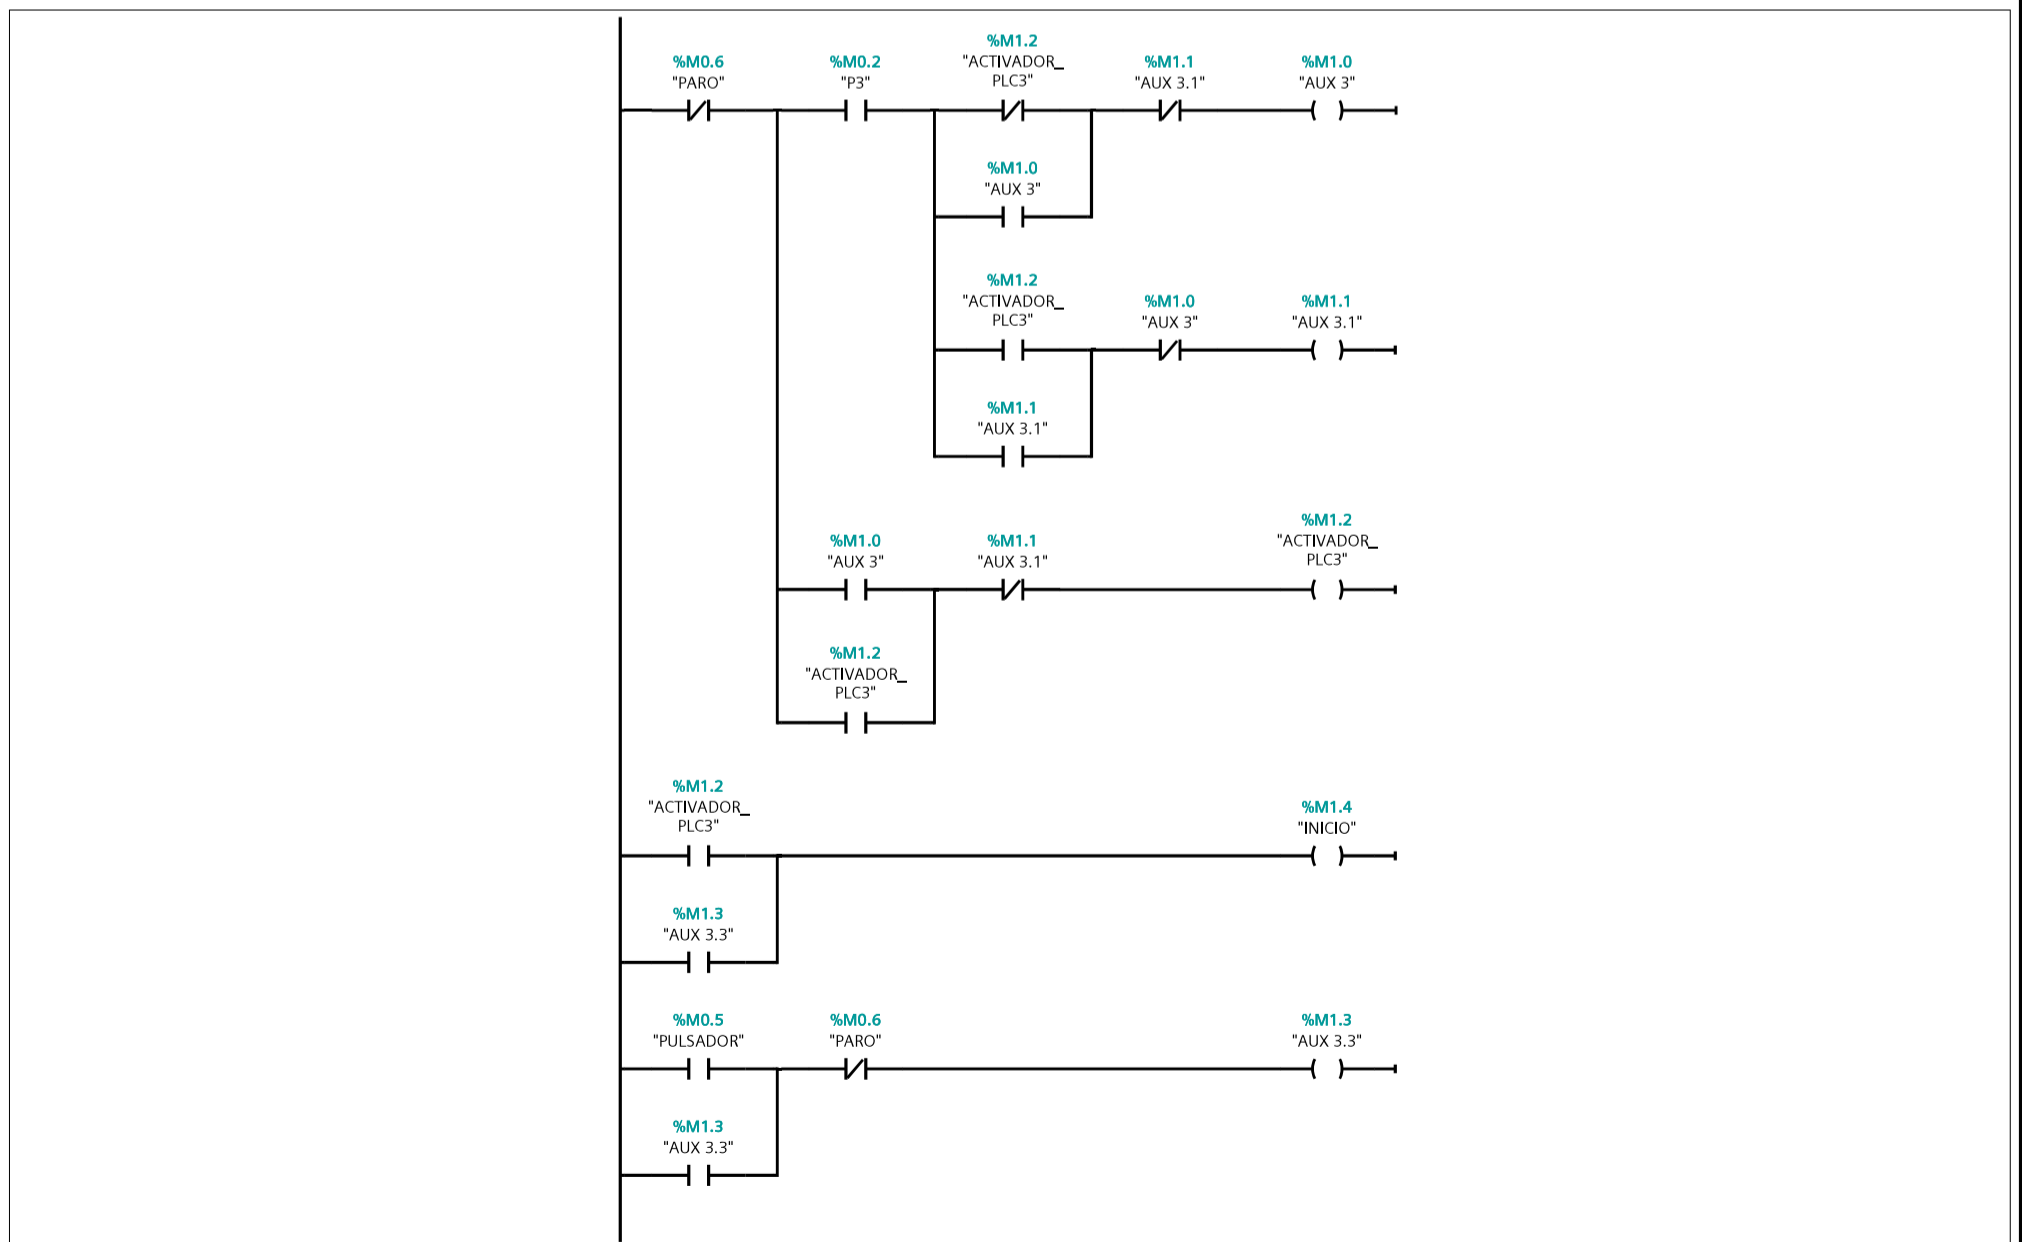 %M0.6
"PARO"
%M0.2
"P3"
%M1.2
"ACTIVADOR_
PLC3"
%M1.1
"AUX 3.1"
%M1.0
"AUX 3"
%M1.0
"AUX 3"
%M1.2
"ACTIVADOR_
PLC3"
%M1.0
"AUX 3"
%M1.1
"AUX 3.1"
%M1.1
"AUX 3.1"
%M1.0
"AUX 3"
%M1.1
"AUX 3.1"
%M1.2
"ACTIVADOR_
PLC3"
%M1.2
"ACTIVADOR_
PLC3"
%M1.2
"ACTIVADOR_
PLC3"
%M1.4
"INICIO"
%M1.3
"AUX 3.3"
%M0.5
"PULSADOR"
%M0.6
"PARO"
%M1.3
"AUX 3.3"
%M1.3
"AUX 3.3"